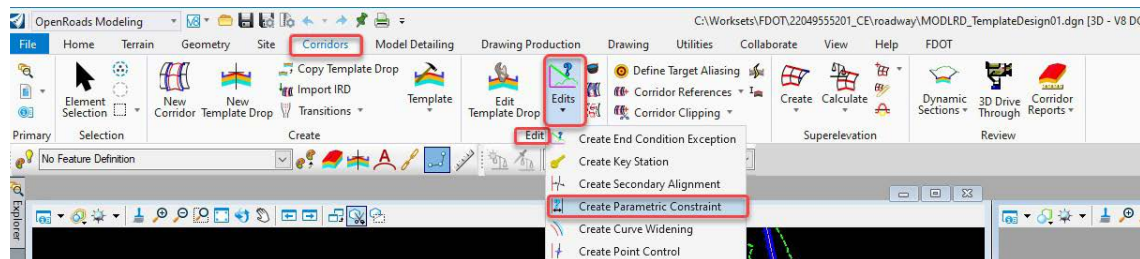 OpenRoads Modeling
C:\Worksets\FDOT\22049555201_CE\roadway\MODLRD_TemplateDesign01.dgn [3D - V8 DG
File Home Terrain Geometry Site Corridors Model Detailing Drawing Production Drawing Utilities Collaborate View Help FDOT
Copy Template Drop
Import IRD
Transitions
Element Selection
New Corridor
New Template Drop
Template
Edit Template Drop
Edits
Define Target Aliasing
Corridor References
Corridor Clipping
Create
Calculate
Dynamic Sections
3D Drive Through
Corridor Reports
Primary Selection Create Edit Superelevation Review
No Feature Definition
Create End Condition Exception
Create Key Station
Create Secondary Alignment
Create Parametric Constraint
Create Curve Widening
Create Point Control
Explorer